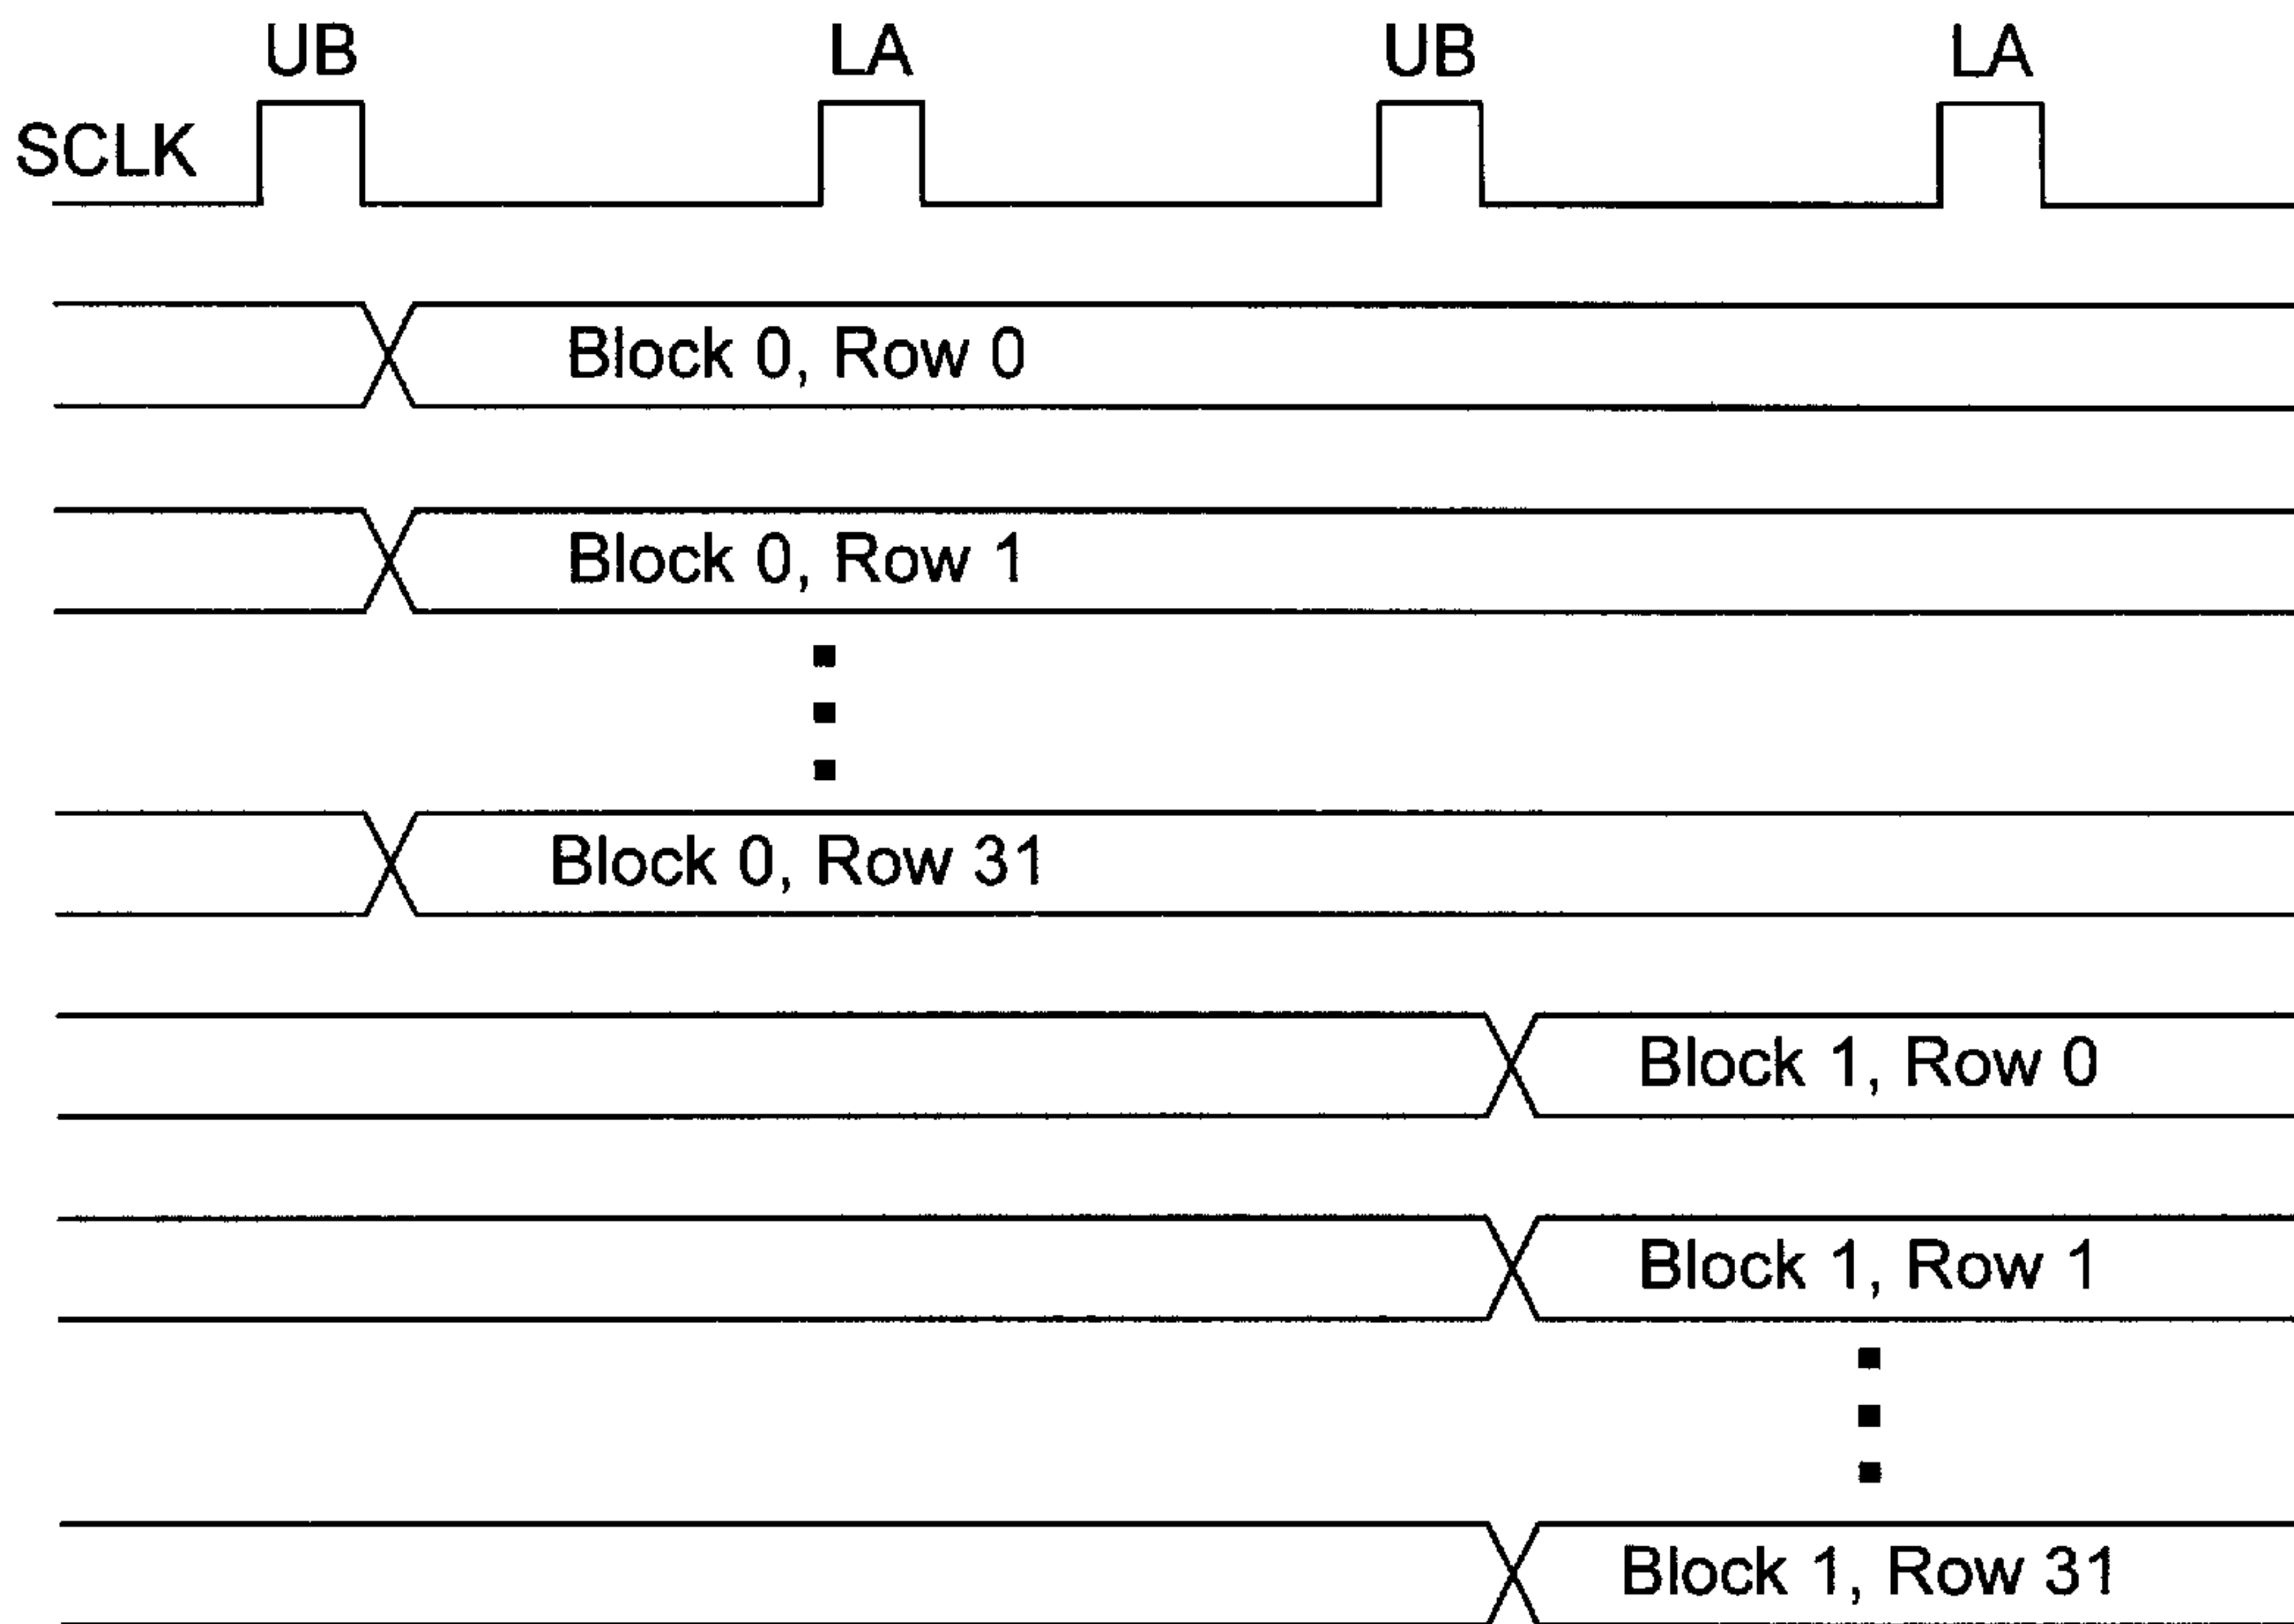 UB LA UB LA
SCLK
Block 0, Row 0
Block 0, Row 1
Block 0, Row 31
Block 1, Row 0
Block 1, Row 1
Block 1, Row 31